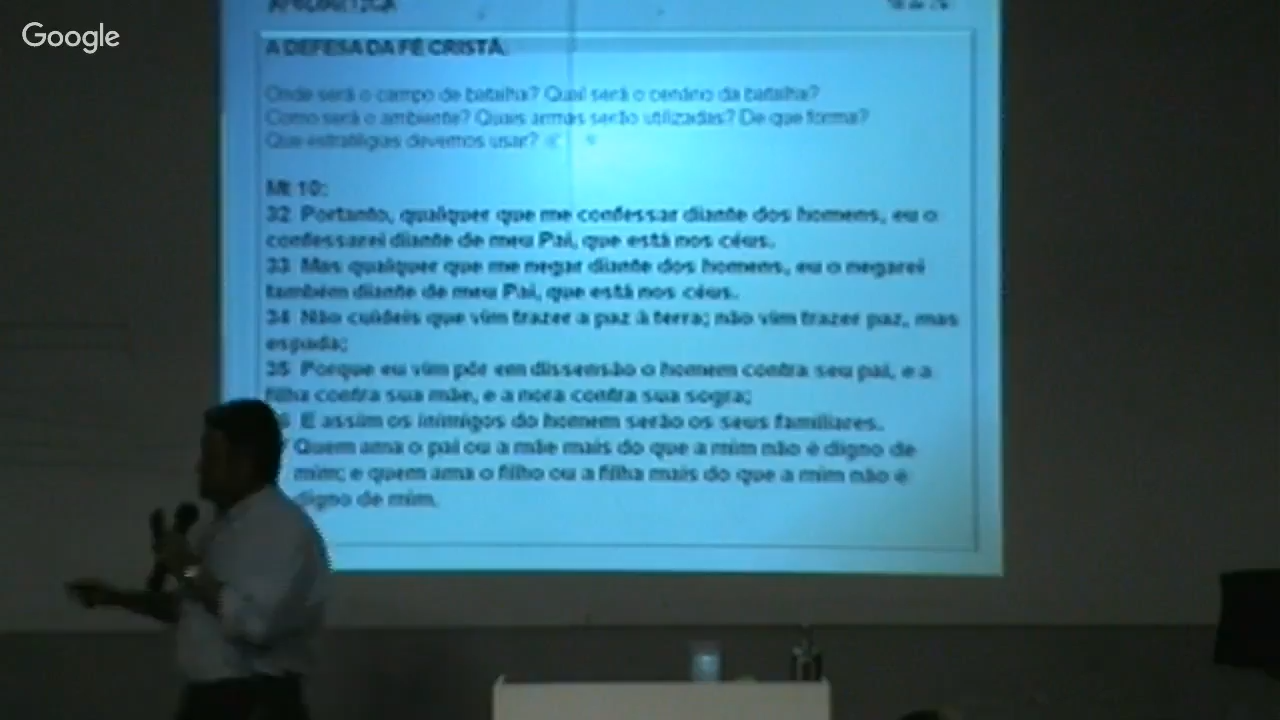 Google
APOLOGÉTICA
A DEFESA DA FÉ CRISTÃ.
Onde será o campo de batalha? Qual será o cenário da batalha?
Como será o ambiente? Quais armas serão utilizadas? De que forma?
Que estratégias devemos usar?
Mt 10:
32 Portanto, qualquer que me confessar diante dos homens, eu o
confessarei diante de meu Pai, que está nos céus.
33 Mas qualquer que me negar diante dos homens, eu o negarei
também diante de meu Pai, que está nos céus.
34 Não cuideis que vim trazer a paz à terra; não vim trazer paz, mas
espada;
35 Porque eu vim pôr em dissensão o homem contra seu pai, e a
filha contra sua mãe, e a nora contra sua sogra;
E assim os inimigos do homem serão os seus familiares.
Quem ama o pai ou a mãe mais do que a mim não é digno de
mim; e quem ama o filho ou a filha mais do que a mim não é
digno de mim.